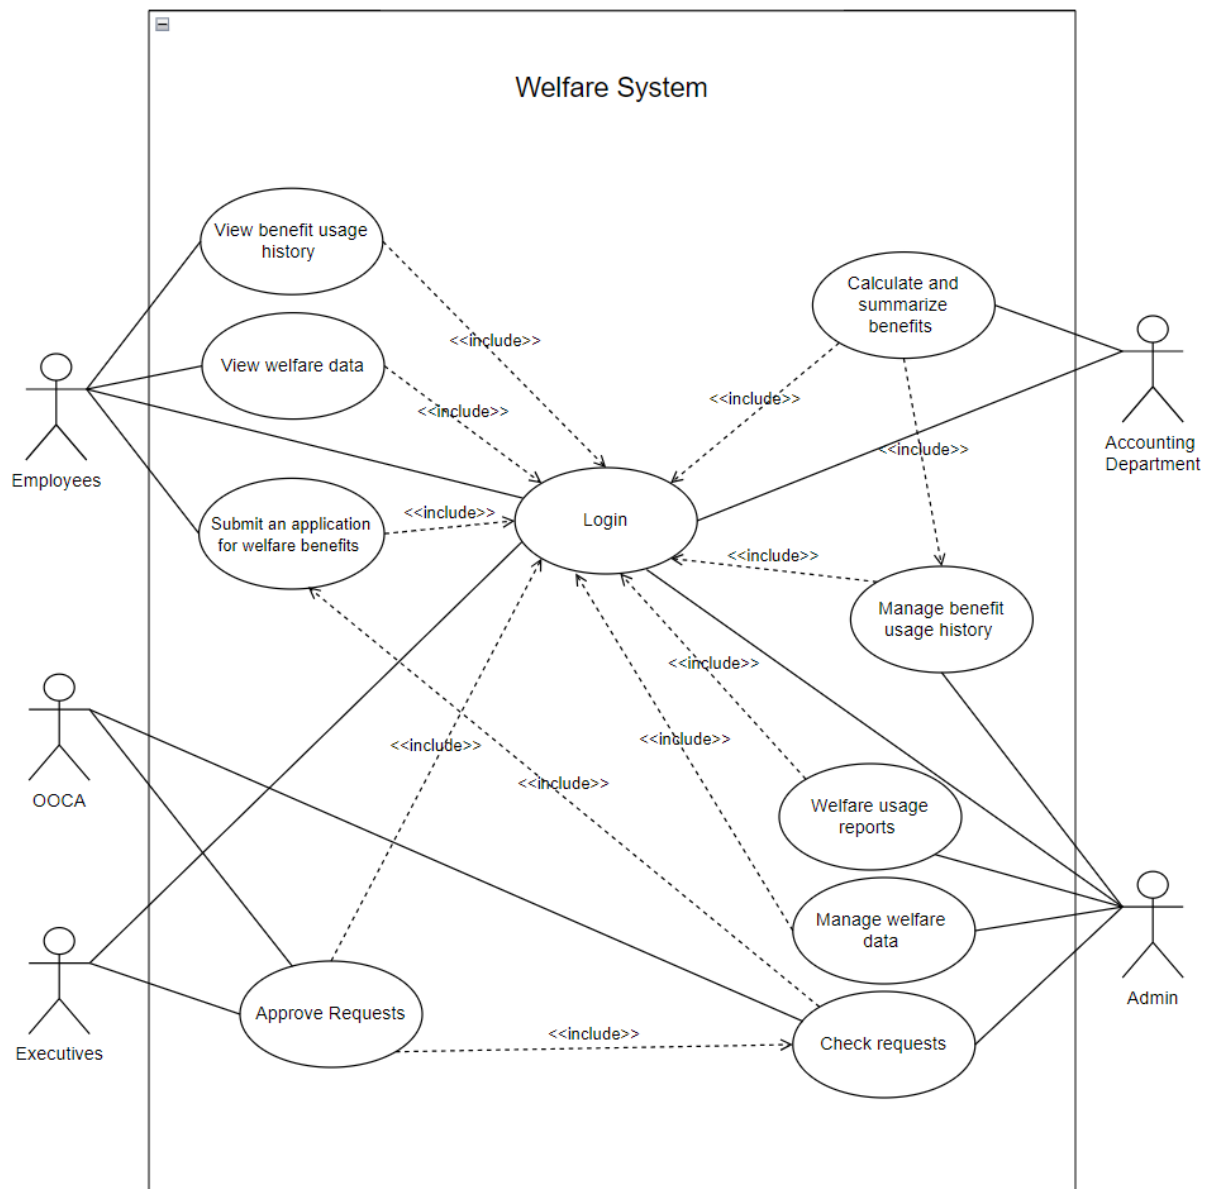 Welfare System
View benefit usage
history
Calculate and
summarize
benefits
<<include>>
View welfare data
<<include>>
<<include>>
Accounting
Department
<<include>>
Employees
Submit an application
for welfare benefits
<<include>>
Login
<<include>>
Manage benefit
usage history
<<include>>
<<include>>
<<include>>
<<include>>
OOCA
Welfare usage
reports
Manage welfare
data
Admin
Approve Requests
<<include>>
Check requests
Executives